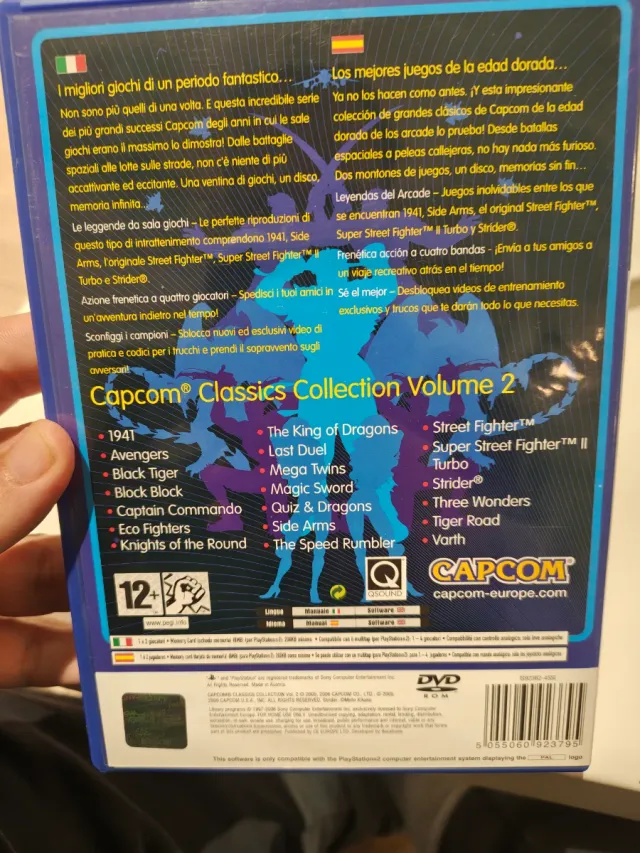 I migliori giochi di un periodo fantastico...
Non sono più quelli di una volta. E questa incredibile serie
dei più grandi successi Capcom degli anni in cui le sale
giochi erano il massimo lo dimostra! Dalle battaglie
spaziali alle lotte sulle strade, non c'è niente di più
accattivante ed eccitante. Una ventina di giochi, un disco,
memoria infinita...
Le leggende da sala giochi – Le perfette riproduzioni di
questo tipo di intrattenimento comprendono 1941, Side
Arms, l'originale Street Fighter™, Super Street Fighter™ II
Turbo e Strider®.
Azione frenetica a quattro giocatori – Spedisci i tuoi amici in
un'avventura indietro nel tempo!
Sconfiggi i campioni – Sblocca nuovi ed esclusivi video di
pratica e codici per i trucchi e prendi il sopravvento sugli
avversari!
Los mejores juegos de la edad dorada...
Ya no los hacen como antes. ¡Y esta impresionante
colección de grandes clásicos de Capcom de la edad
dorada de los arcade lo prueba! Desde batallas
espaciales a peleas callejeras, no hay nada más furioso.
Dos montones de juegos, un disco, memorias sin fin...
Leyendas del Arcade – Juegos inolvidables entre los que
se encuentran 1941, Side Arms, el original Street Fighter™,
Super Street Fighter™ II Turbo y Strider®.
Frenética acción a cuatro bandas - ¡Envía a tus amigos a
un viaje recreativo atrás en el tiempo!
Sé el mejor – Desbloquea videos de entrenamiento
exclusivos y trucos que te darán todo lo que necesitas.
Capcom® Classics Collection Volume 2
• 1941
• Avengers
• Black Tiger
• Block Block
• Captain Commando
• Eco Fighters
• Knights of the Round
• The King of Dragons
• Last Duel
• Mega Twins
• Magic Sword
• Quiz & Dragons
• Side Arms
• The Speed Rumbler
• Street Fighter™
• Super Street Fighter™ II
Turbo
• Strider®
• Three Wonders
• Tiger Road
• Varth
12+
www.pegi.info
Q
QSOUND
CAPCOM®
capcom-europe.com
Lingua Manuale Software
Idioma Manual Software
DVD
ROM
5 055060 923795
This software is only compatible with the PlayStation®2 computer entertainment system displaying the PAL logo